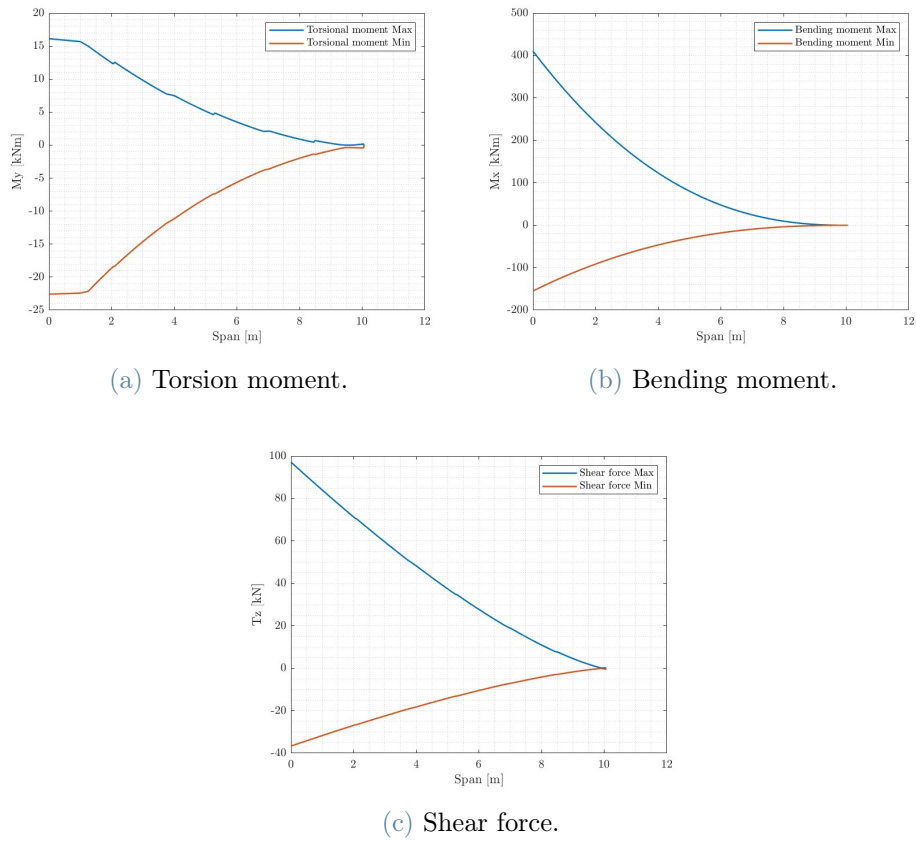 20
15
10
5
0
-5
-10
-15
-20
-25
My [kNm]
Torsional moment Max
Torsional moment Min
0 2 4 6 8 10 12
Span [m]
(a) Torsion moment.
500
400
300
200
100
0
-100
-200
Mx [kNm]
Bending moment Max
Bending moment Min
0 2 4 6 8 10 12
Span [m]
(b) Bending moment.
100
80
60
40
20
0
-20
-40
Tz [kN]
Shear force Max
Shear force Min
0 2 4 6 8 10 12
Span [m]
(c) Shear force.